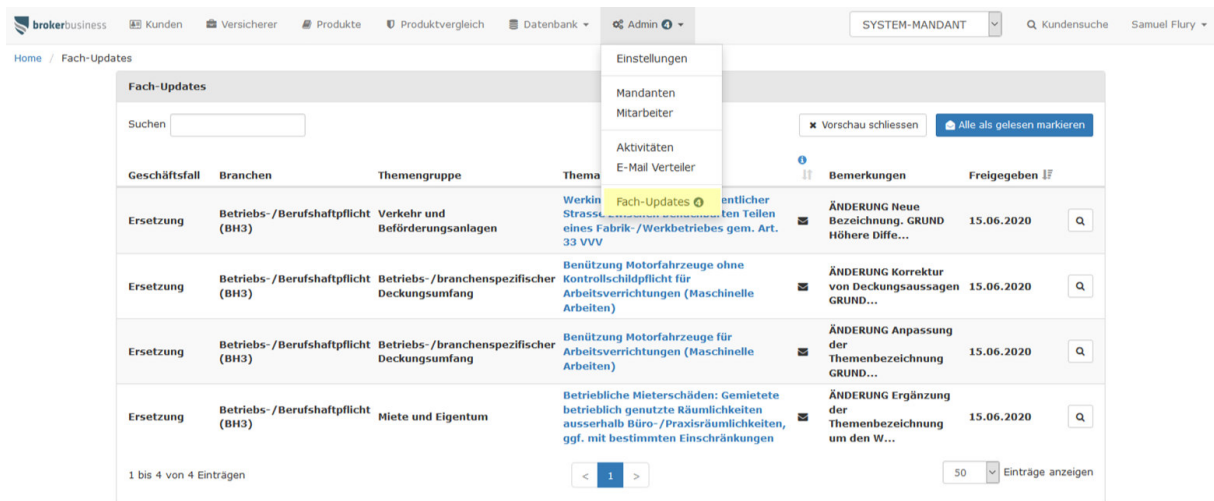 brokerbusiness Kunden Versicherer Produkte Produktvergleich Datenbank Admin 4 SYSTEM-MANDANT Kundensuche Samuel Flury
Home / Fach-Updates
Einstellungen
Mandanten
Mitarbeiter
Aktivitäten
E-Mail Verteiler
Fach-Updates 4
Fach-Updates
Suchen
Vorschau schliessen Alle als gelesen markieren
Geschäftsfall Branchen Themengruppe Thema Bemerkungen Freigegeben
Ersetzung
Betriebs-/Berufshaftpflicht
(BH3)
Verkehr und
Beförderungsanlagen
Werkin entlicher
Strasse ten Teilen
eines Fabrik-/Werkbetriebes gem. Art.
33 VVV
ÄNDERUNG Neue
Bezeichnung. GRUND
Höhere Diffe...
15.06.2020
Ersetzung
Betriebs-/Berufshaftpflicht
(BH3)
Betriebs-/branchenspezifischer
Deckungsumfang
Benützung Motorfahrzeuge ohne
Kontrollschildpflicht für
Arbeitsverrichtungen (Maschinelle
Arbeiten)
ÄNDERUNG Korrektur
von Deckungsaussagen
GRUND...
15.06.2020
Ersetzung
Betriebs-/Berufshaftpflicht
(BH3)
Betriebs-/branchenspezifischer
Deckungsumfang
Benützung Motorfahrzeuge für
Arbeitsverrichtungen (Maschinelle
Arbeiten)
ÄNDERUNG Anpassung
der
Themenbezeichnung
GRUND...
15.06.2020
Ersetzung
Betriebs-/Berufshaftpflicht
(BH3)
Miete und Eigentum
Betriebliche Mieterschäden: Gemietete
betrieblich genutzte Räumlichkeiten
ausserhalb Büro-/Praxisräumlichkeiten,
ggf. mit bestimmten Einschränkungen
ÄNDERUNG Ergänzung
der
Themenbezeichnung
um den W...
15.06.2020
1 bis 4 von 4 Einträgen
< 1 >
50 Einträge anzeigen